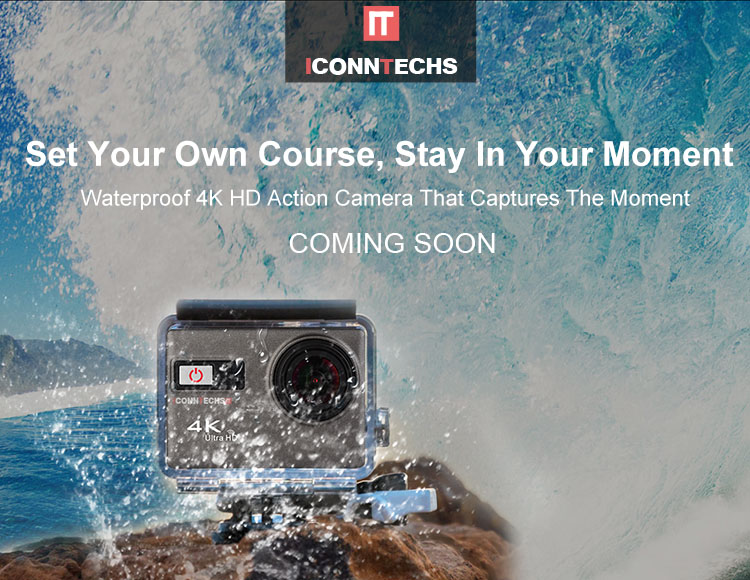 IT
ICONNTECHS
Set Your Own Course, Stay In Your Moment
Waterproof 4K HD Action Camera That Captures The Moment
COMING SOON
4K
Ultra HD